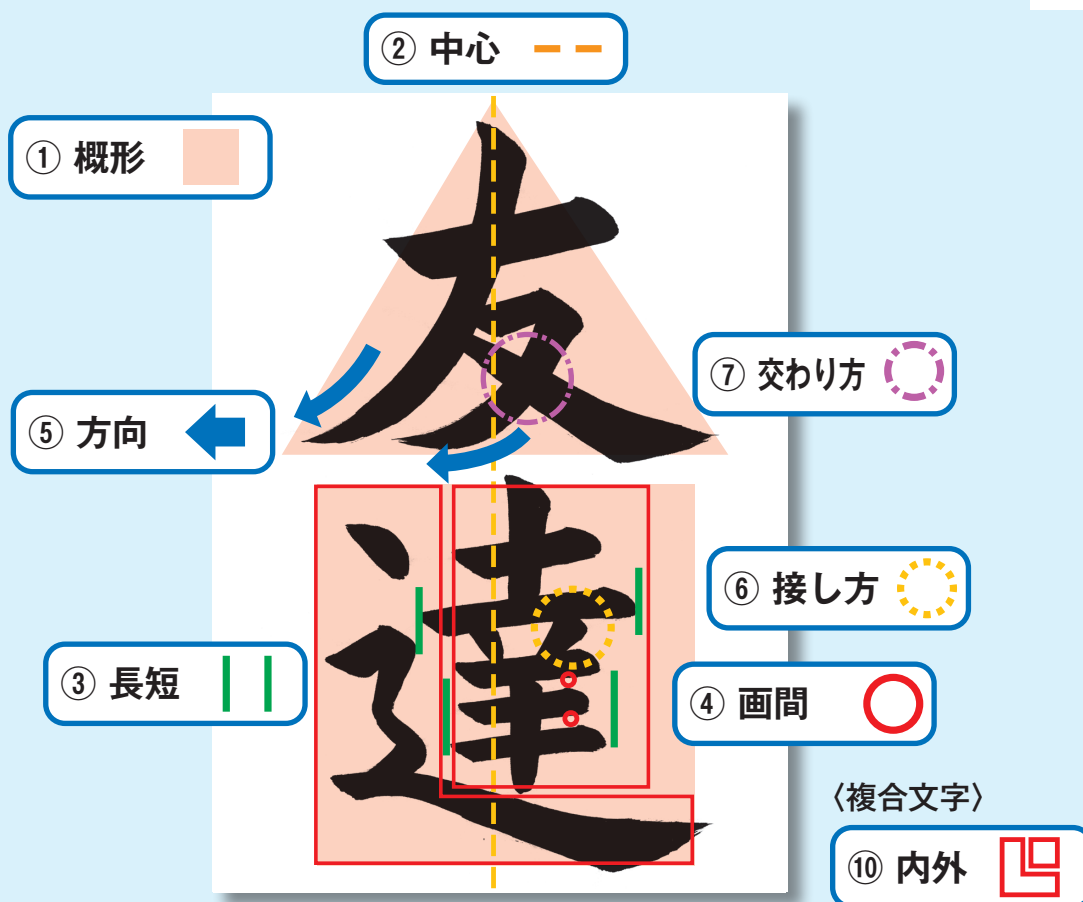 ② 中心
① 概形
友
⑦ 交わり方
⑤ 方向
達
⑥ 接し方
③ 長短
④ 画間
〈複合文字〉
⑩ 内外